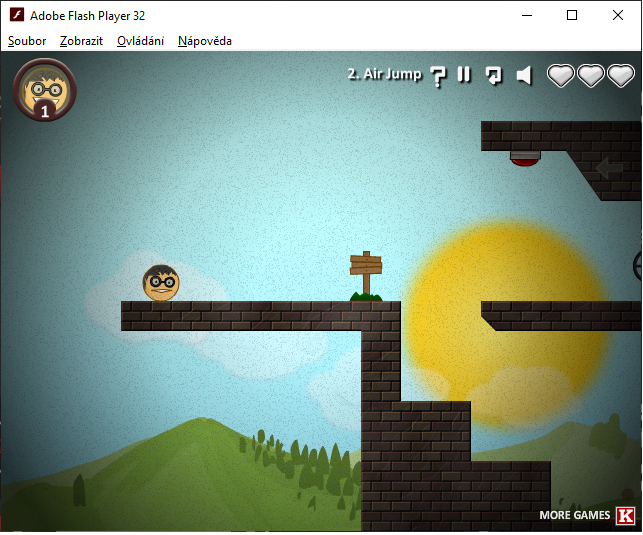 Adobe Flash Player 32
Soubor Zobrazit Ovládání Nápověda
2. Air Jump
1
MORE GAMES K